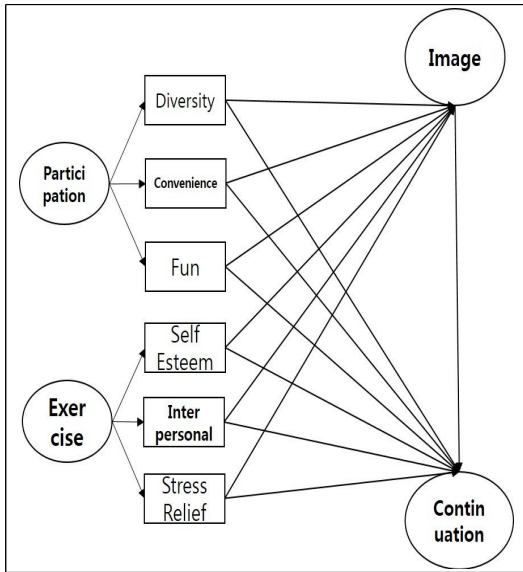 Image
Diversity
Partici
pation
Convenience
Fun
Self
Esteem
Exer
cise
Inter
personal
Stress
Relief
Contin
uation